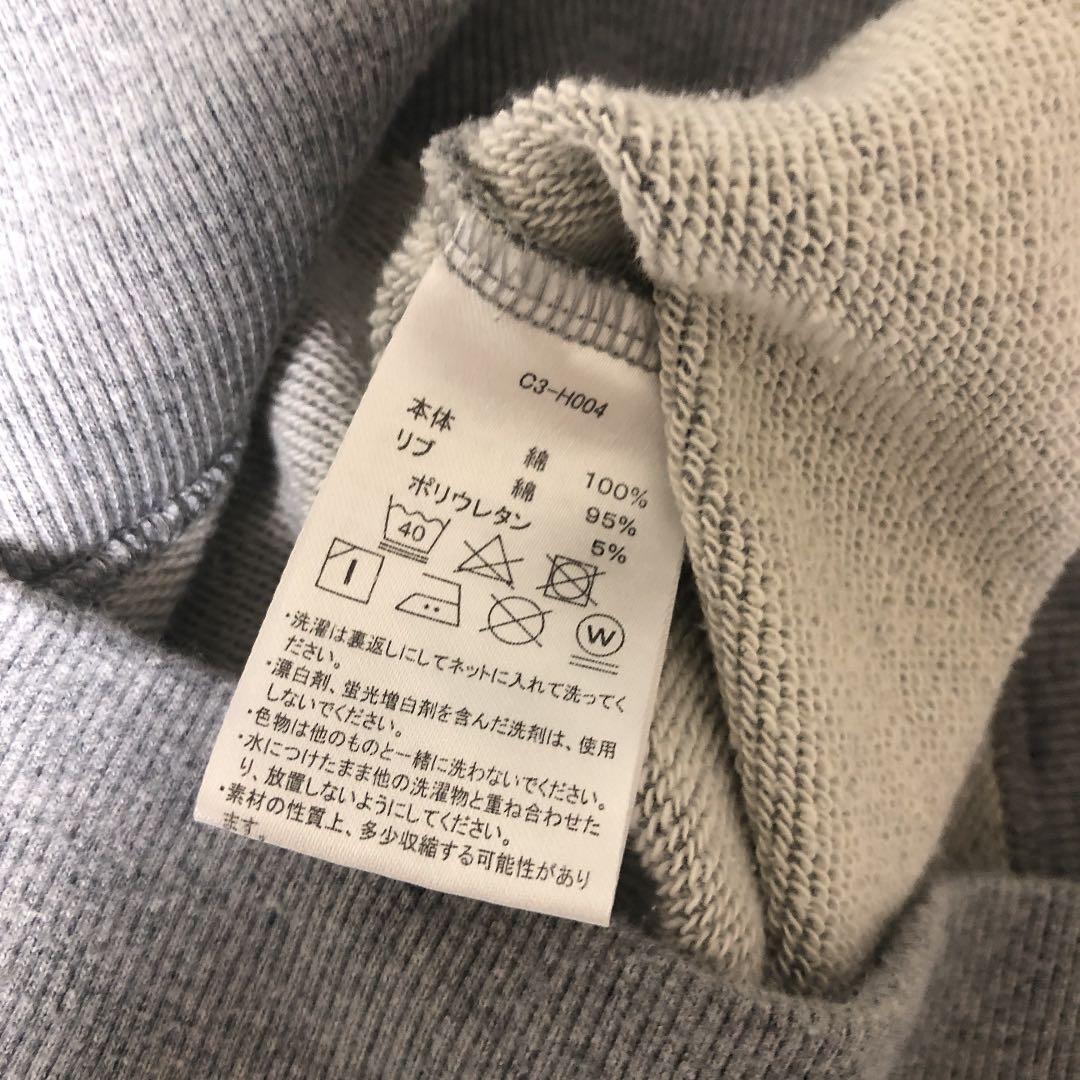 C3-H004
本体 綿 100%
リブ 綿 95%
ポリウレタン 5%
40
W
・洗濯は裏返しにしてネットに入れて洗ってく
ださい。
・漂白剤、蛍光増白剤を含んだ洗剤は、使用
しないでください。
・色物は他のものと一緒に洗わないでください。
・水につけたまま他の洗濯物と重ね合わせた
り、放置しないようにしてください。
・素材の性質上、多少収縮する可能性があり
ます。